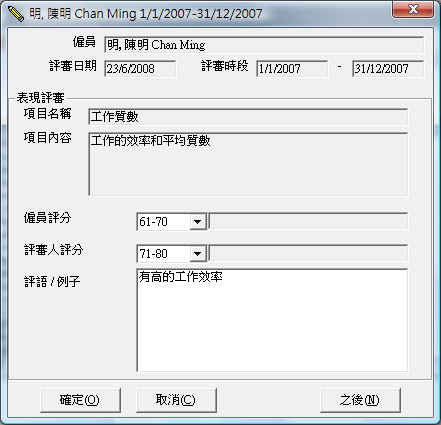 明, 陳明 Chan Ming 1/1/2007-31/12/2007
僱員 明, 陳明 Chan Ming
評審日期 23/6/2008 評審時段 1/1/2007 - 31/12/2007
表現評審
項目名稱 工作質數
項目內容 工作的效率和平均質數
僱員評分 61-70
評審人評分 71-80
評語 / 例子 有高的工作效率
確定(O) 取消(C) 之後(N)